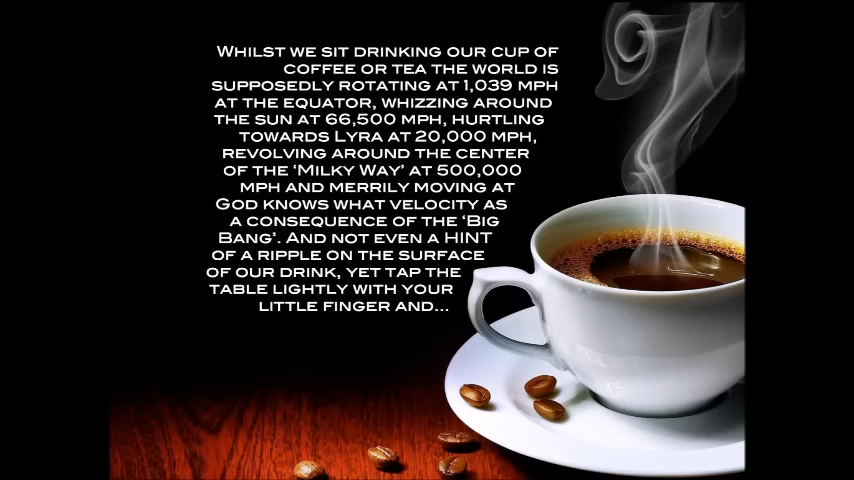 Whilst we sit drinking our cup of
coffee or tea the world is
supposedly rotating at 1,039 mph
at the equator, whizzing around
the sun at 66,500 mph, hurtling
towards Lyra at 20,000 mph,
revolving around the center
of the ‘Milky Way’ at 500,000
mph and merrily moving at
God knows what velocity as
a consequence of the ‘Big
Bang’. And not even a HINT
of a ripple on the surface
of our drink, yet tap the
table lightly with your
little finger and...